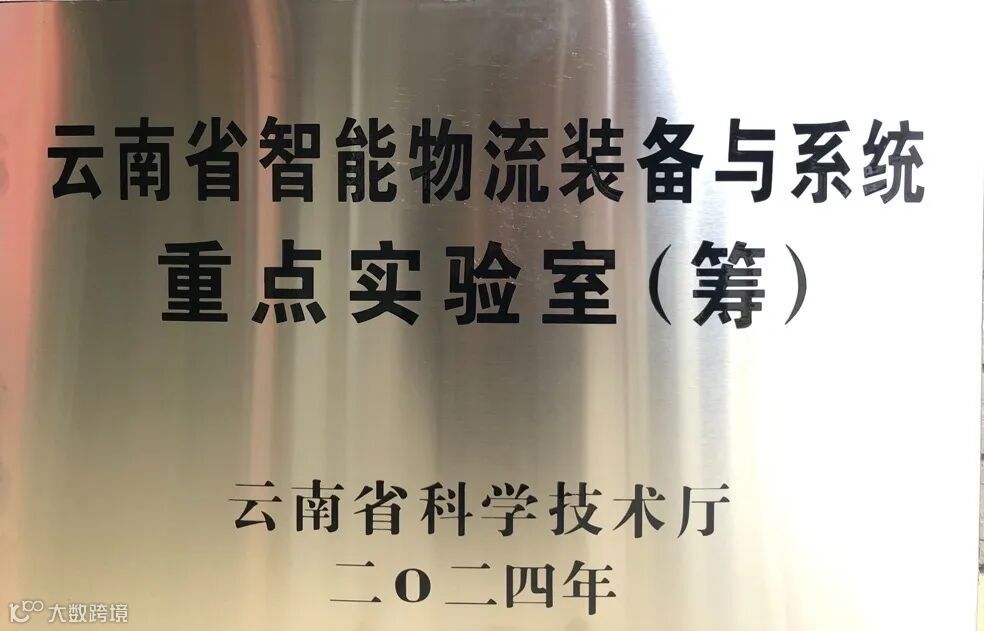 云南省智能物流装备与系统
重点实验室（筹）
云南省科学技术厅
二O二四年
大数跨境